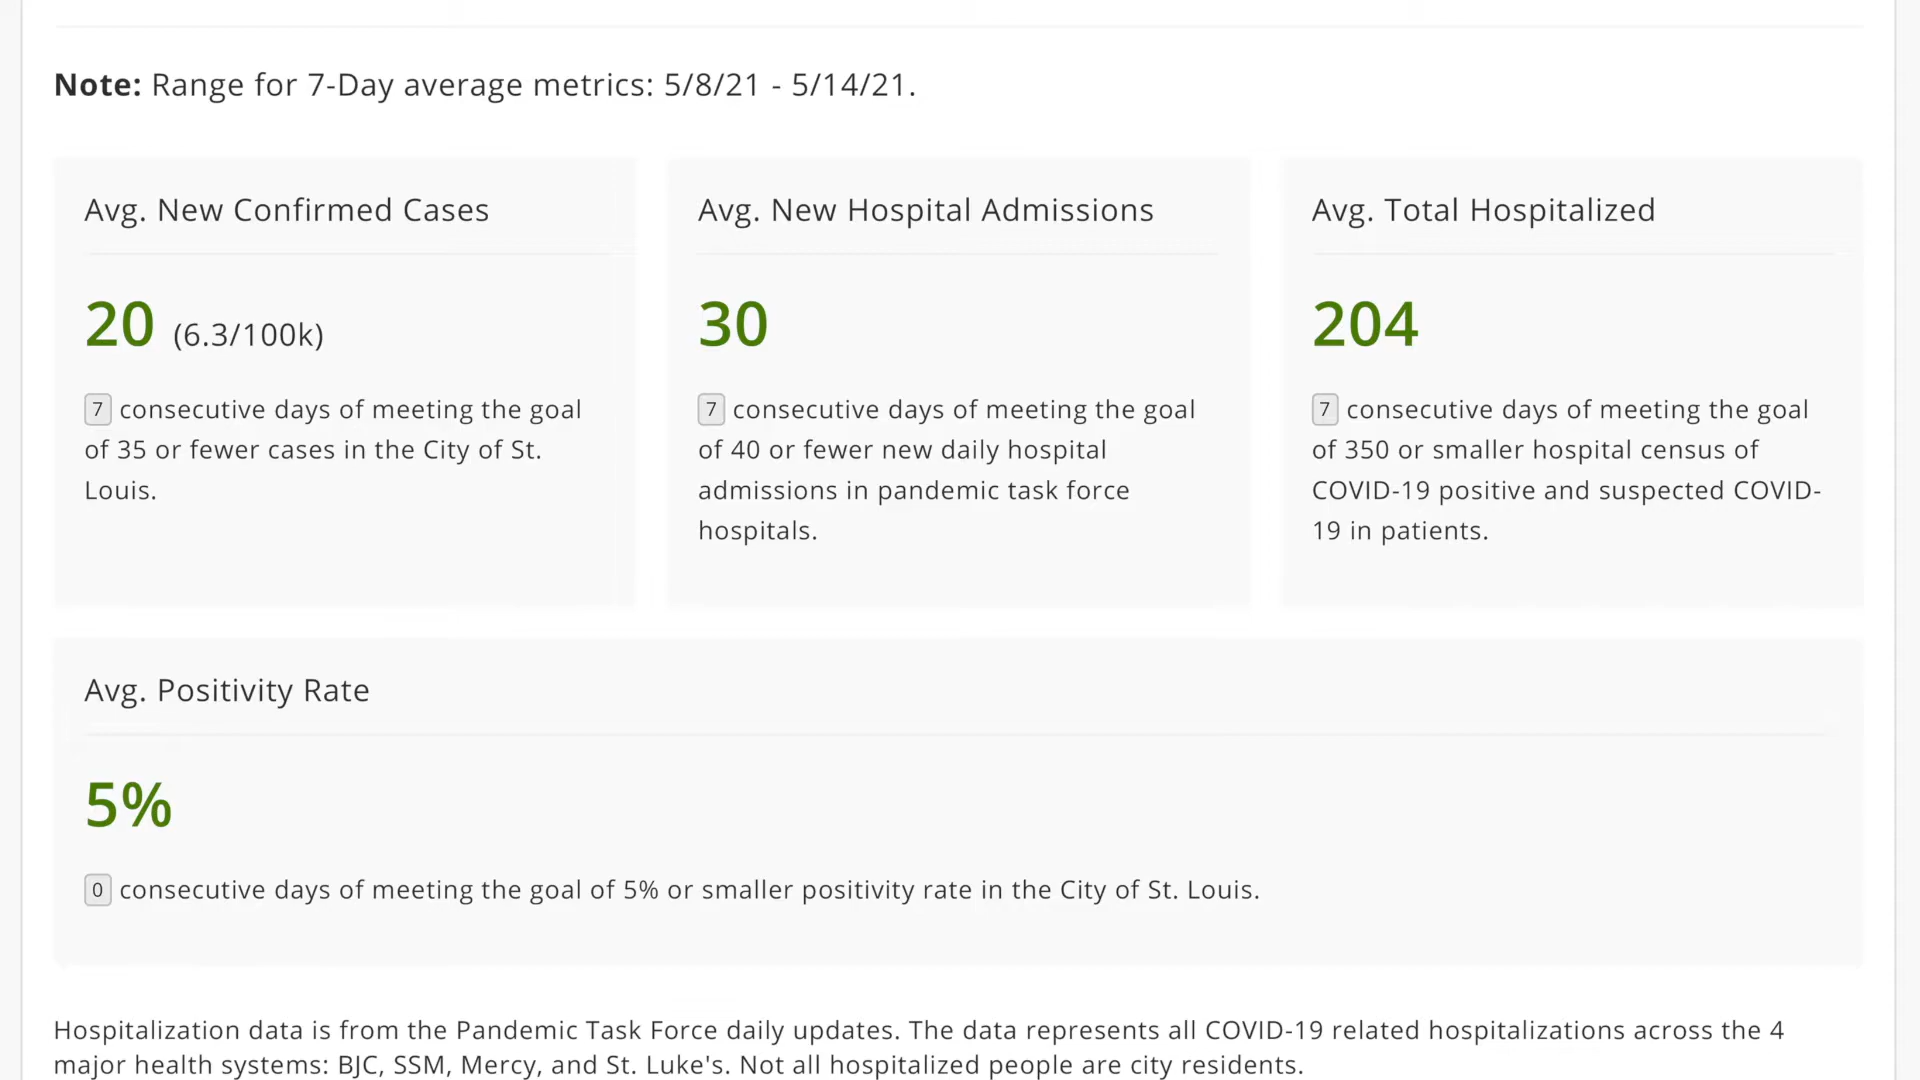 Note: Range for 7-Day average metrics: 5/8/21 - 5/14/21.
Avg. New Confirmed Cases
20 (6.3/100k)
7 consecutive days of meeting the goal
of 35 or fewer cases in the City of St.
Louis.
Avg. New Hospital Admissions
30
7 consecutive days of meeting the goal
of 40 or fewer new daily hospital
admissions in pandemic task force
hospitals.
Avg. Total Hospitalized
204
7 consecutive days of meeting the goal
of 350 or smaller hospital census of
COVID-19 positive and suspected COVID-
19 in patients.
Avg. Positivity Rate
5%
0 consecutive days of meeting the goal of 5% or smaller positivity rate in the City of St. Louis.
Hospitalization data is from the Pandemic Task Force daily updates. The data represents all COVID-19 related hospitalizations across the 4
major health systems: BJC, SSM, Mercy, and St. Luke's. Not all hospitalized people are city residents.